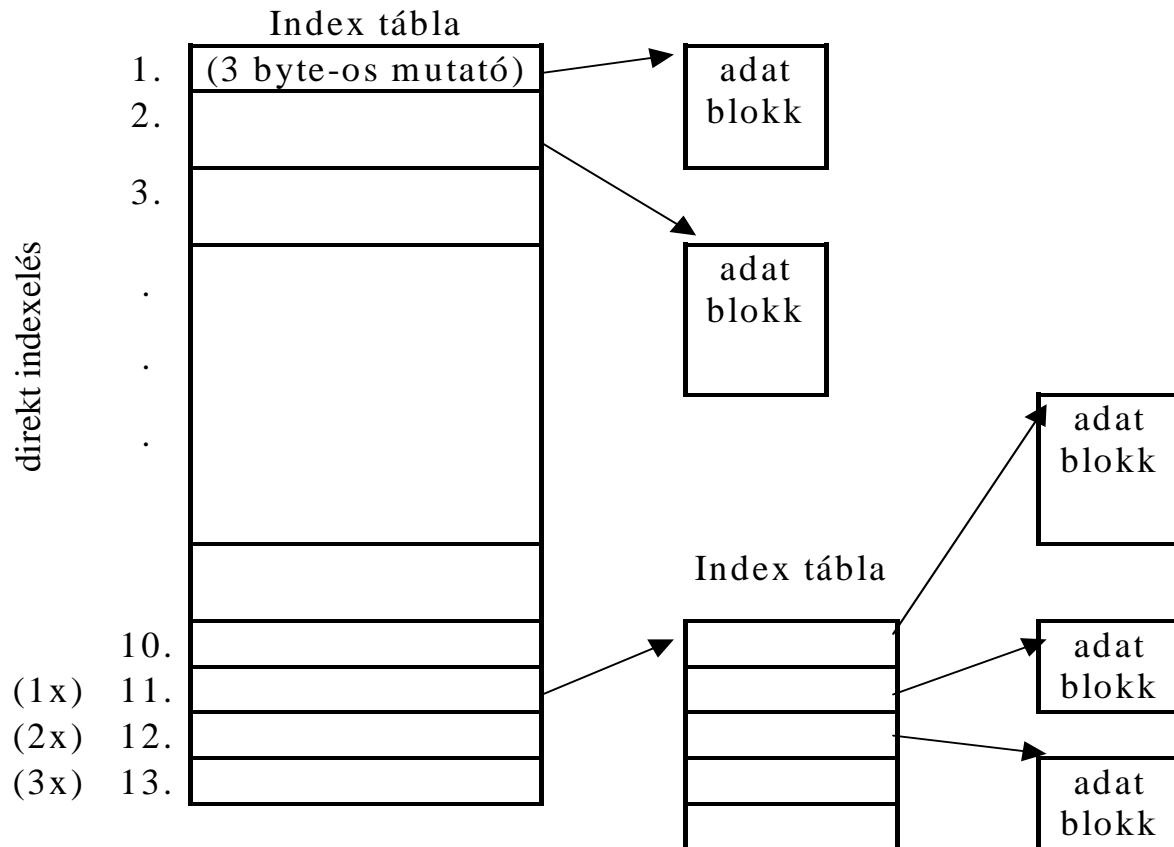 Index tábla
1. (3 byte-os mutató)
adat
blokk
2.
3.
adat
blokk
direkt indexelés
.
.
.
adat
blokk
Index tábla
10.
adat
blokk
(1x) 11.
(2x) 12.
(3x) 13.
adat
blokk